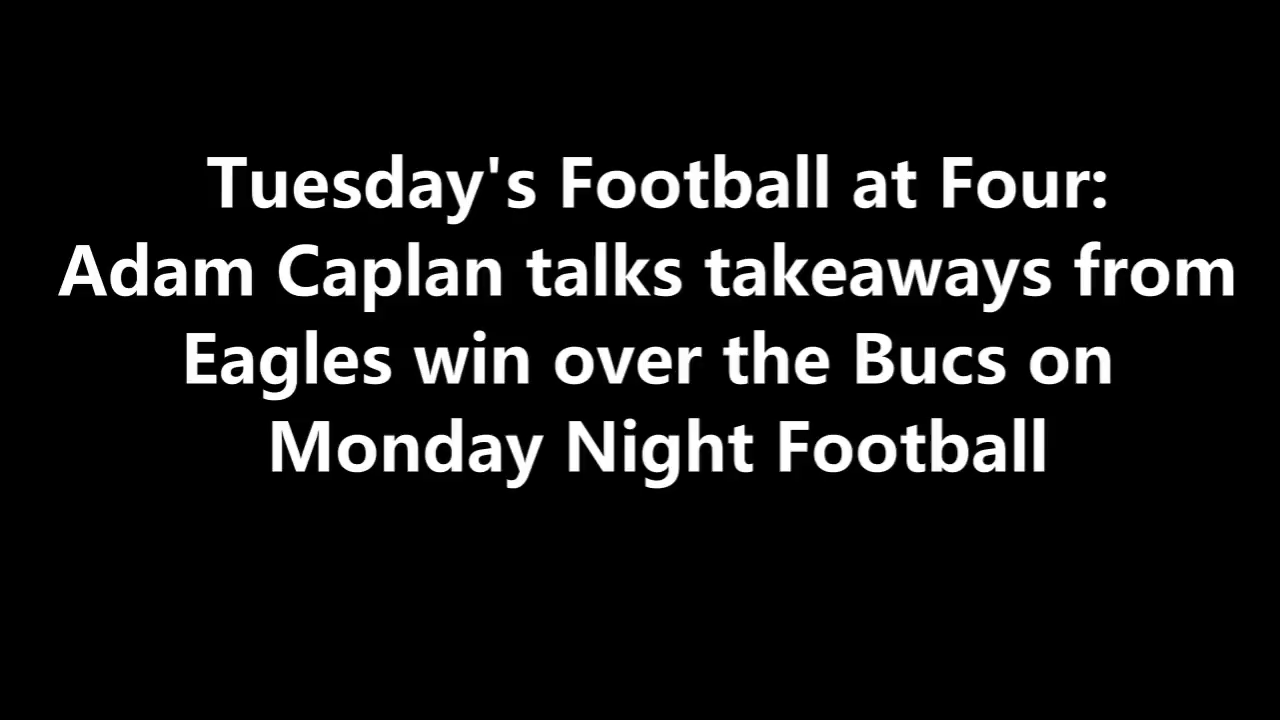 Tuesday's Football at Four:
Adam Caplan talks takeaways from
Eagles win over the Bucs on
Monday Night Football